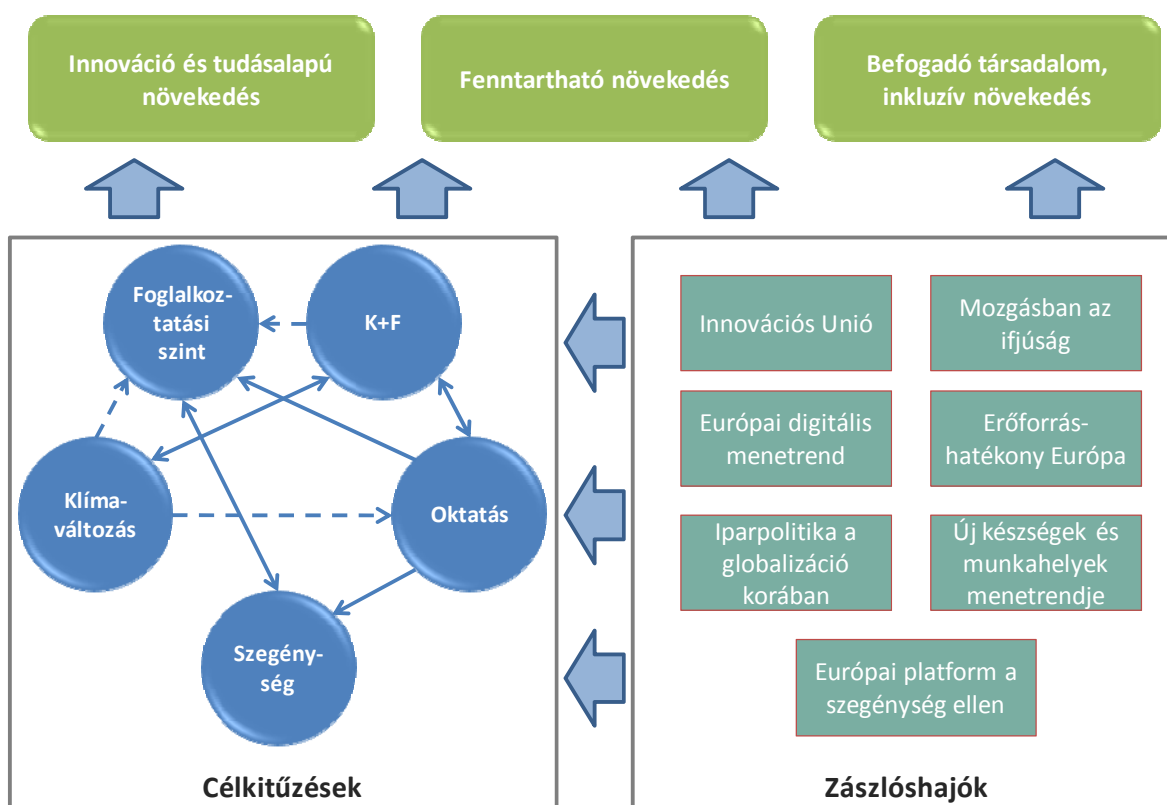 Innováció és tudásalapú
növekedés
Fenntartható növekedés
Befogadó társadalom,
inkluzív növekedés
Foglalkoz-
tatási
szint
K+F
Klíma-
változás
Oktatás
Szegény-
ség
Célkitűzések
Innovációs Unió
Mozgásban az
ifjúság
Európai digitális
menetrend
Erőforrás-
hatékony Európa
Iparpolitika a
globalizáció
korában
Új készségek és
munkahelyek
menetrendje
Európai platform a
szegénység ellen
Zászlóshajók